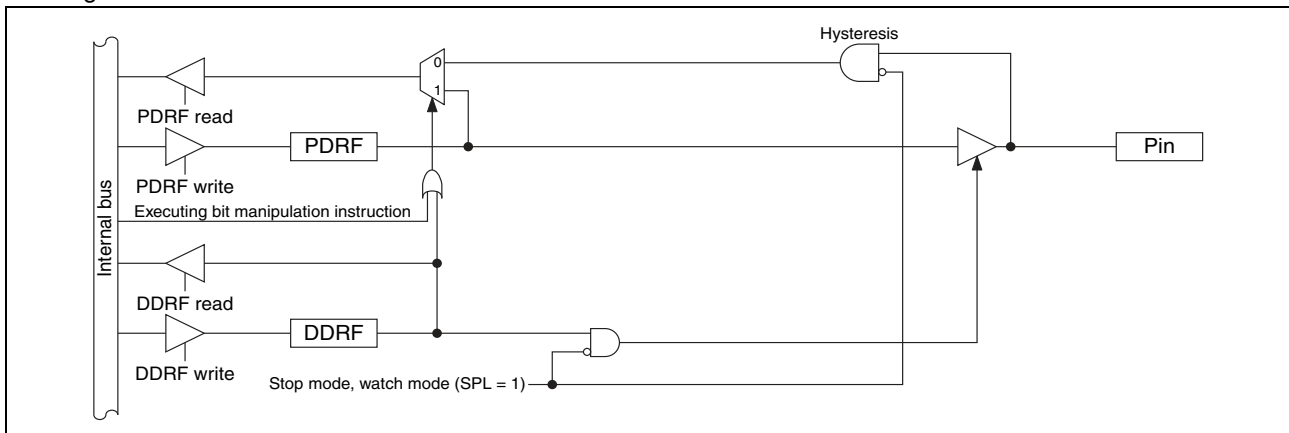 Hysteresis
0
1
PDRF read
PDRF
Pin
PDRF write
Executing bit manipulation instruction
Internal bus
DDRF read
DDRF
DDRF write
Stop mode, watch mode (SPL = 1)